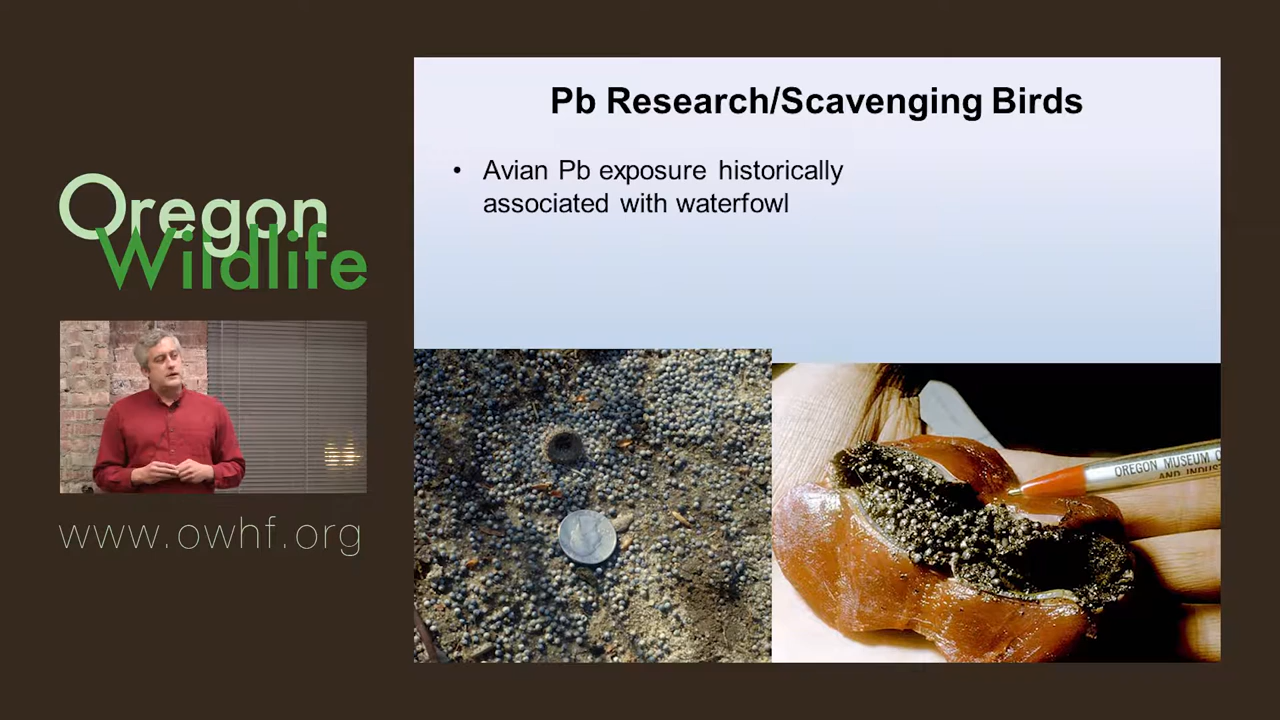 Pb Research/Scavenging Birds
• Avian Pb exposure historically
associated with waterfowl
Oregon
Wildlife
www.owhf.org
OREGON MUSEUM O
AND INDUS